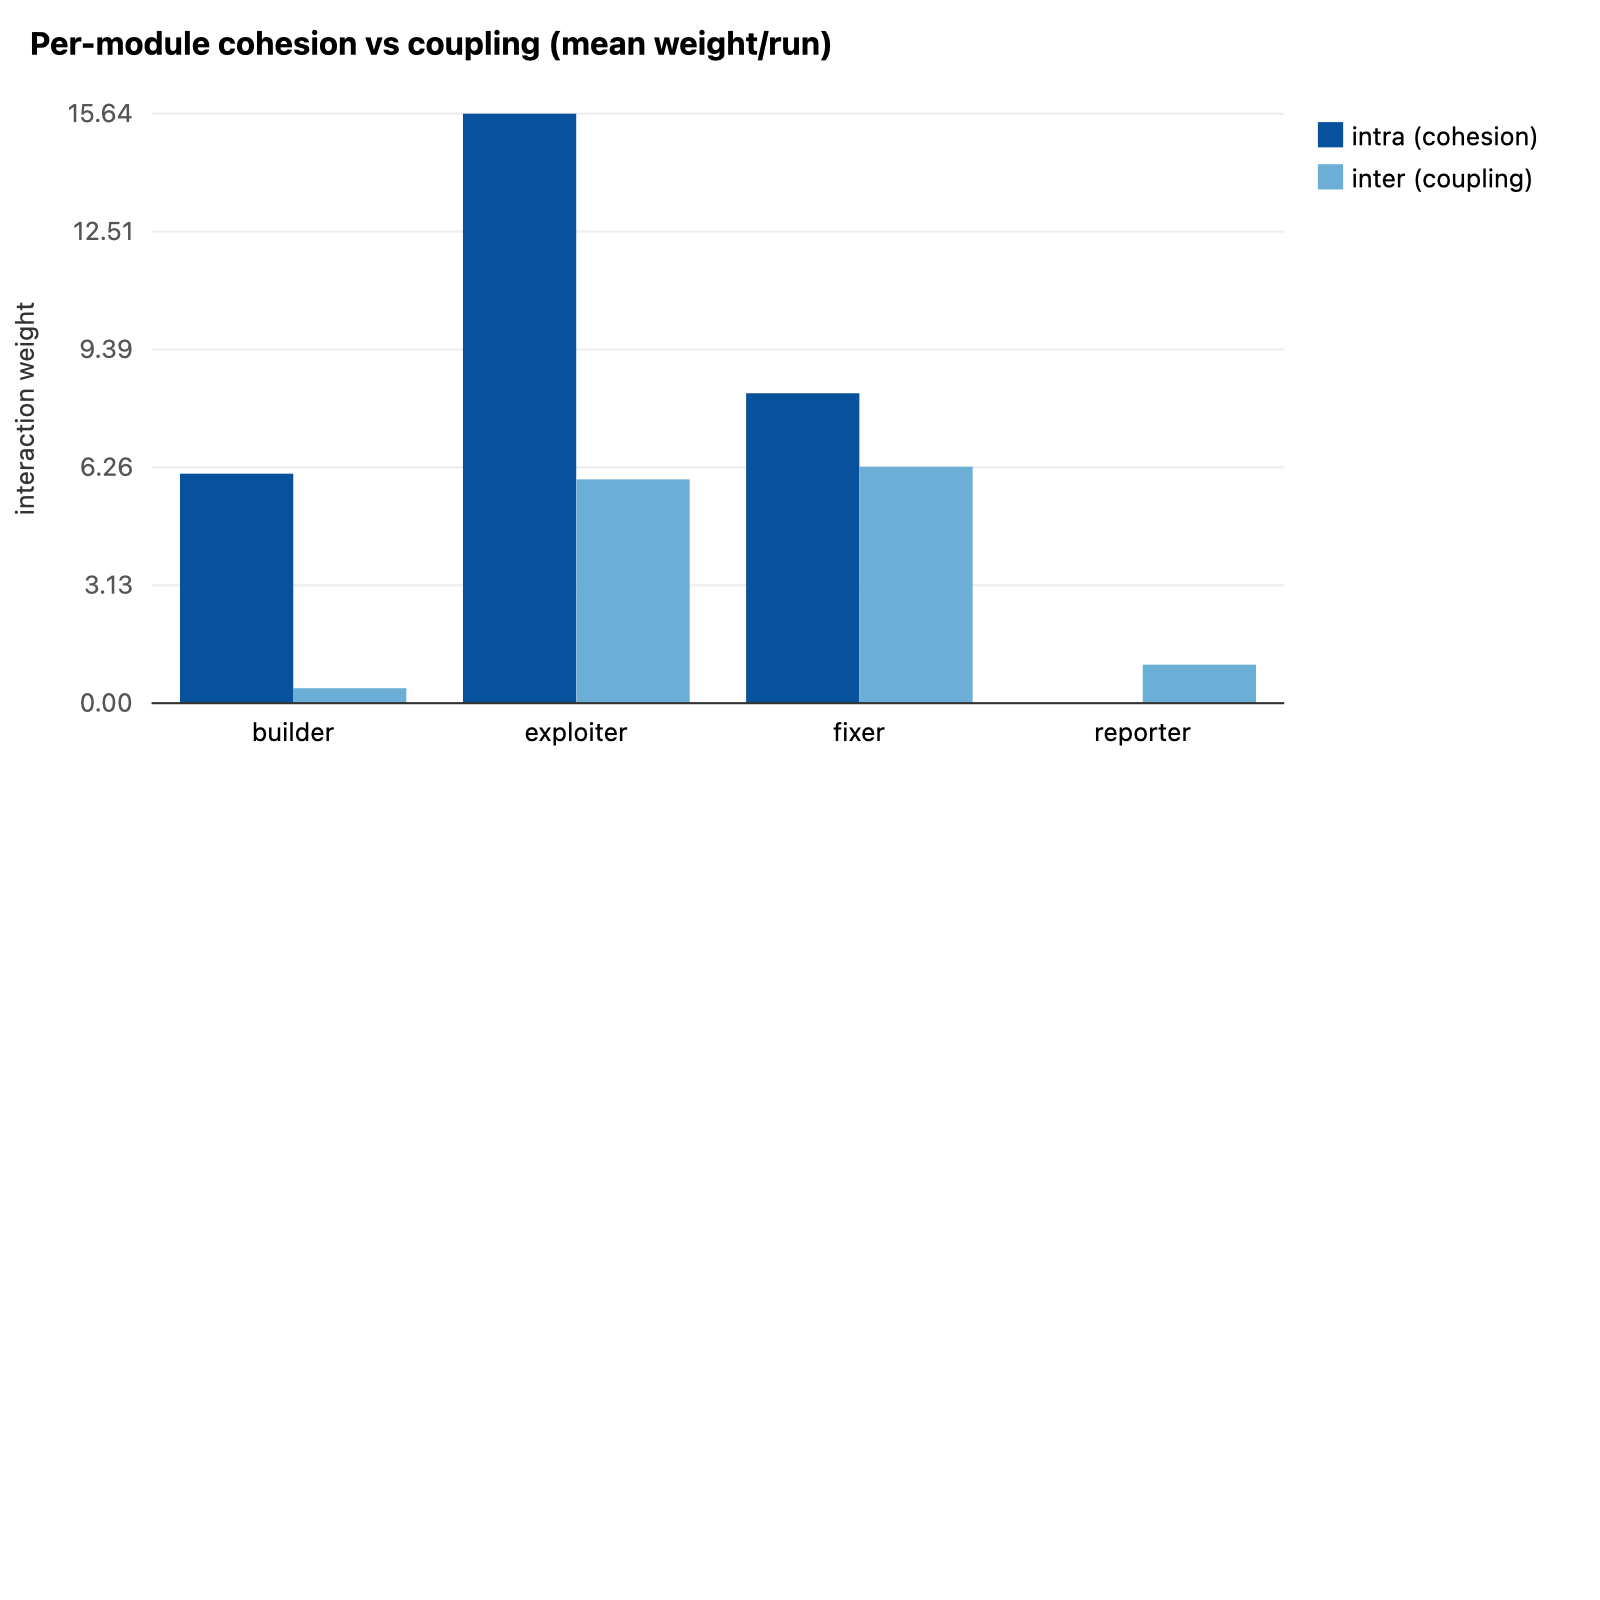 Per-module cohesion vs coupling (mean weight/run)
15.64
12.51
9.39
6.26
3.13
0.00
interaction weight
builder
exploiter
fixer
reporter
intra (cohesion)
inter (coupling)